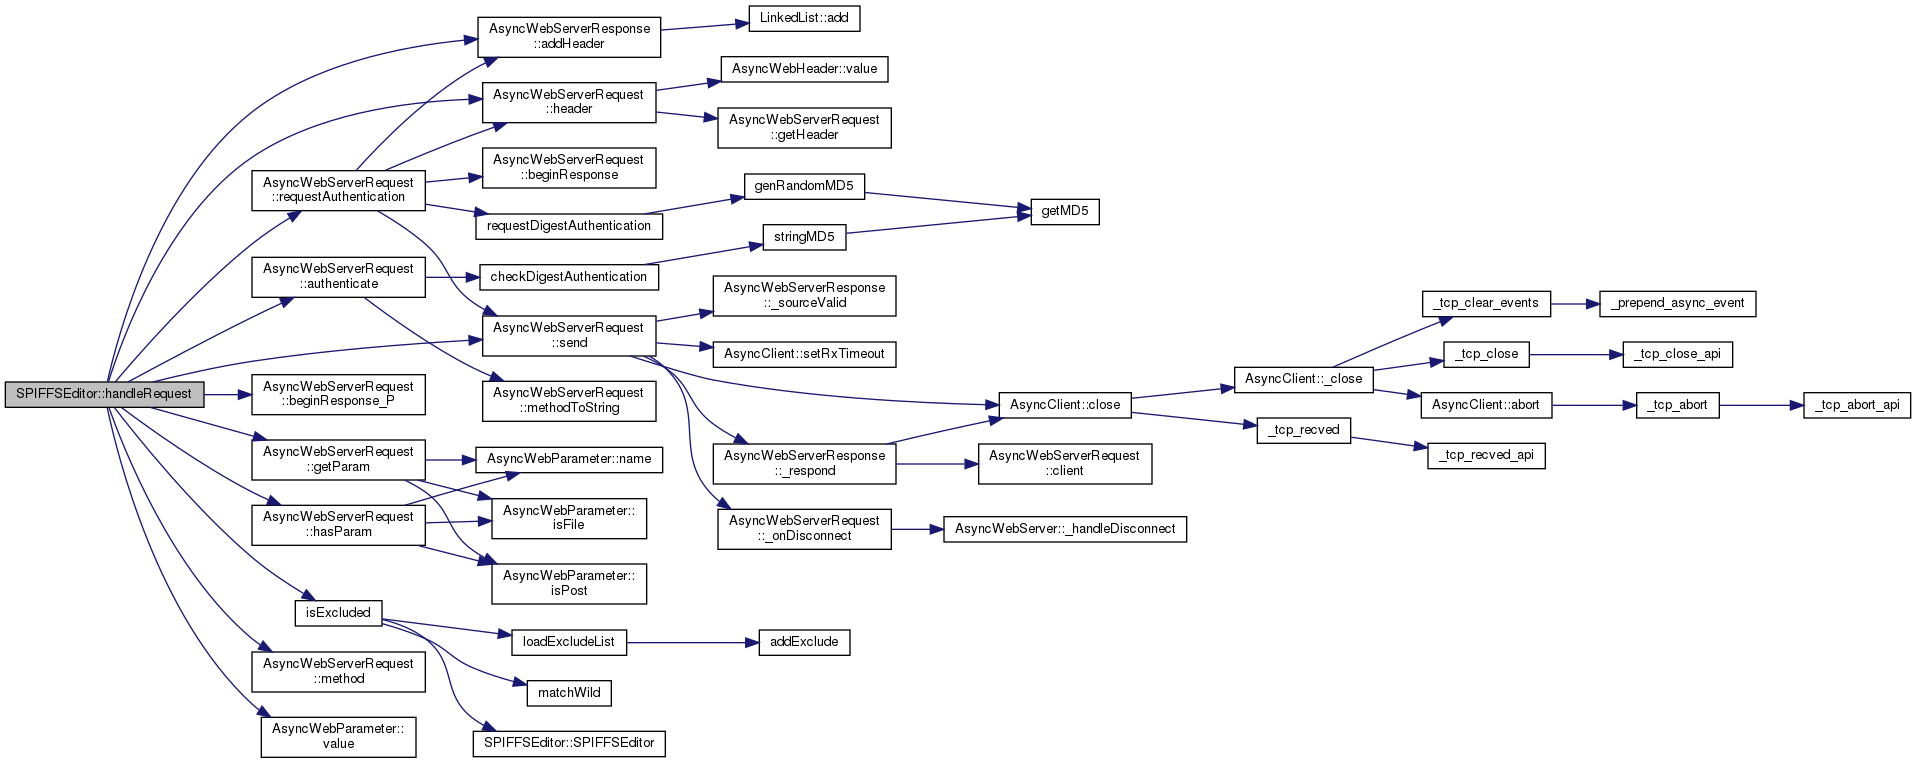 SPIFFSEditor::handleRequest
AsyncWebServerResponse
::addHeader
LinkedList::add
AsyncWebServerRequest
::header
AsyncWebHeader::value
AsyncWebServerRequest
::getHeader
AsyncWebServerRequest
::requestAuthentication
AsyncWebServerRequest
::beginResponse
requestDigestAuthentication
genRandomMD5
getMD5
AsyncWebServerRequest
::authenticate
checkDigestAuthentication
stringMD5
AsyncWebServerRequest
::send
AsyncWebServerResponse
::_sourceValid
AsyncClient::setRxTimeout
AsyncWebServerRequest
::methodToString
AsyncWebServerRequest
::beginResponse_P
AsyncClient::close
AsyncClient::_close
_tcp_clear_events
_prepend_async_event
_tcp_close
_tcp_close_api
AsyncClient::abort
_tcp_abort
_tcp_abort_api
_tcp_recved
_tcp_recved_api
AsyncWebServerResponse
::_respond
AsyncWebServerRequest
::client
AsyncWebServerRequest
::_onDisconnect
AsyncWebServer::_handleDisconnect
AsyncWebServerRequest
::getParam
AsyncWebParameter::name
AsyncWebServerRequest
::hasParam
AsyncWebParameter::
isFile
AsyncWebParameter::
isPost
isExcluded
loadExcludeList
addExclude
matchWild
SPIFFSEditor::SPIFFSEditor
AsyncWebServerRequest
::method
AsyncWebParameter::
value